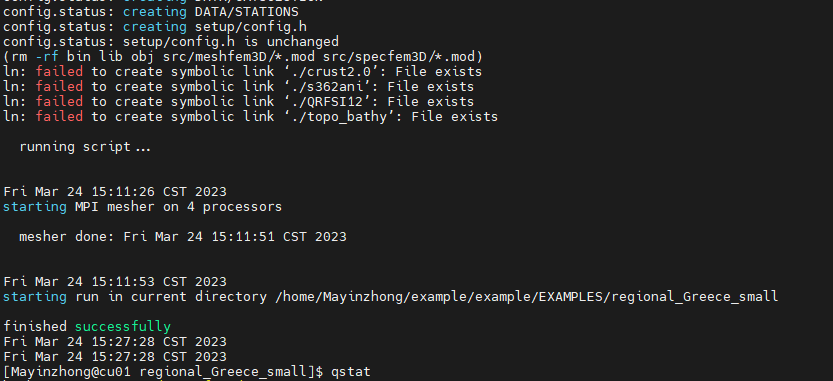 config.status: creating DATA/STATIONS
config.status: creating setup/config.h
config.status: setup/config.h is unchanged
(rm -rf bin lib obj src/meshfem3D/*.mod src/specfem3D/*.mod)
ln: failed to create symbolic link ‘./crust2.0’: File exists
ln: failed to create symbolic link ‘./s362ani’: File exists
ln: failed to create symbolic link ‘./QRFSI12’: File exists
ln: failed to create symbolic link ‘./topo_bathy’: File exists
running script...
Fri Mar 24 15:11:26 CST 2023
starting MPI mesher on 4 processors
mesher done: Fri Mar 24 15:11:51 CST 2023
Fri Mar 24 15:11:53 CST 2023
starting run in current directory /home/Mayinzhong/example/example/EXAMPLES/regional_Greece_small
finished successfully
Fri Mar 24 15:27:28 CST 2023
Fri Mar 24 15:27:28 CST 2023
[Mayinzhong@cu01 regional_Greece_small]$ qstat